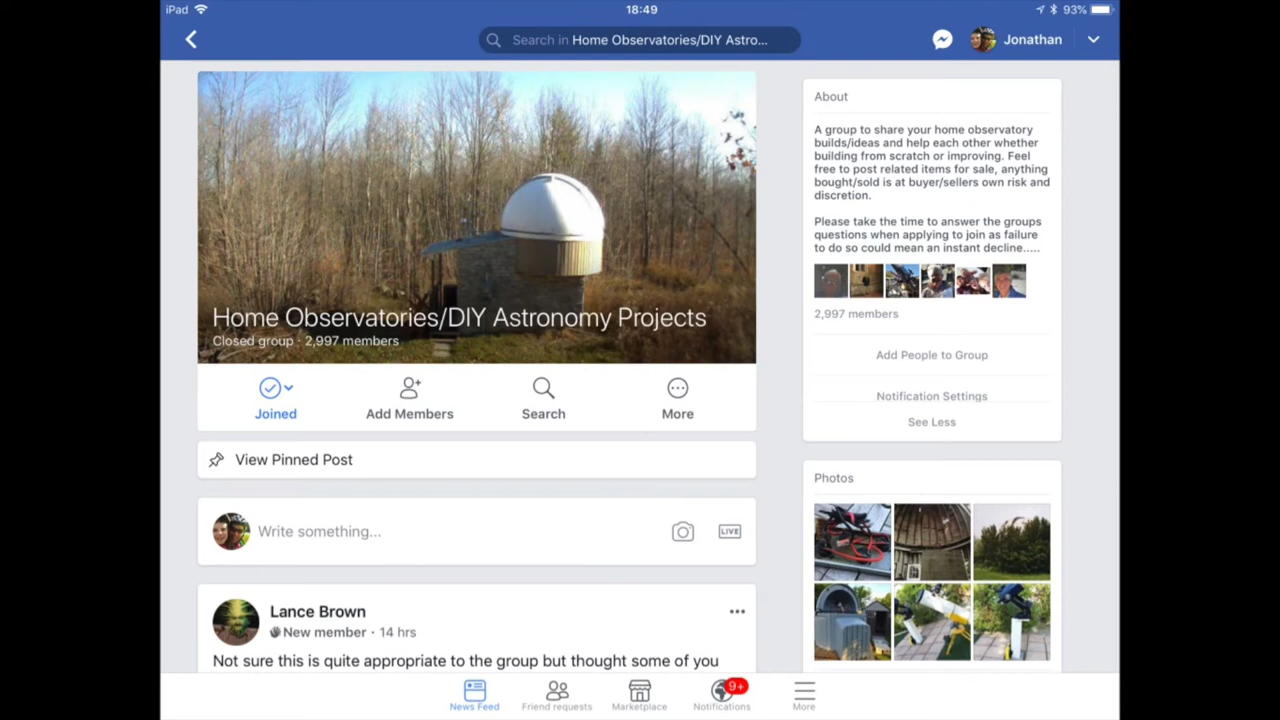 iPad
18:49
93%
Search in Home Observatories/DIY Astro...
Jonathan
Home Observatories/DIY Astronomy Projects
Closed group · 2,997 members
Joined
Add Members
Search
More
View Pinned Post
Write something...
LIVE
Lance Brown
New member · 14 hrs
Not sure this is quite appropriate to the group but thought some of you
About
A group to share your home observatory
builds/ideas and help each other whether
building from scratch or improving. Feel
free to post related items for sale, anything
bought/sold is at buyer/sellers own risk and
discretion.
Please take the time to answer the groups
questions when applying to join as failure
to do so could mean an instant decline.....
2,997 members
Add People to Group
Notification Settings
See Less
Photos
News Feed
Friend requests
Marketplace
9+
Notifications
More